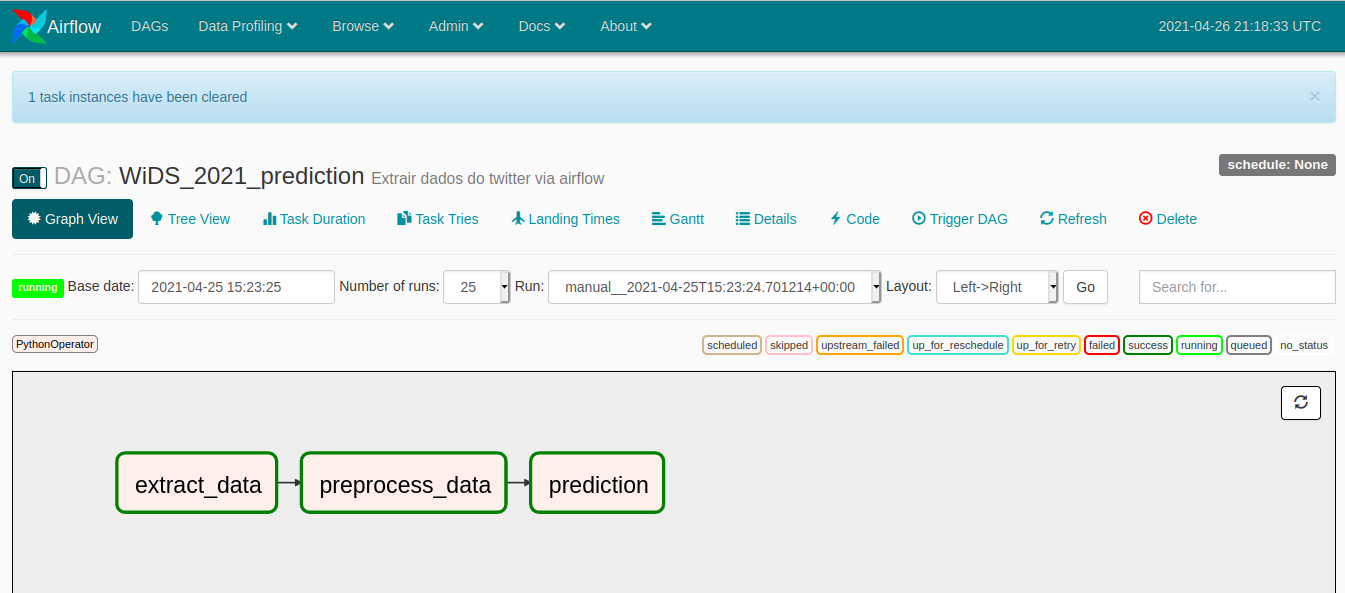 Airflow DAGs Data Profiling Browse Admin Docs About 2021-04-26 21:18:33 UTC
1 task instances have been cleared ×
schedule: None
On DAG: WiDS_2021_prediction Extrair dados do twitter via airflow
Graph View Tree View Task Duration Task Tries Landing Times Gantt Details Code Trigger DAG Refresh Delete
running Base date: 2021-04-25 15:23:25 Number of runs: 25 Run: manual__2021-04-25T15:23:24.701214+00:00 Layout: Left->Right Go Search for...
PythonOperator scheduled skipped upstream_failed up_for_reschedule up_for_retry failed success running queued no_status
extract_data preprocess_data prediction